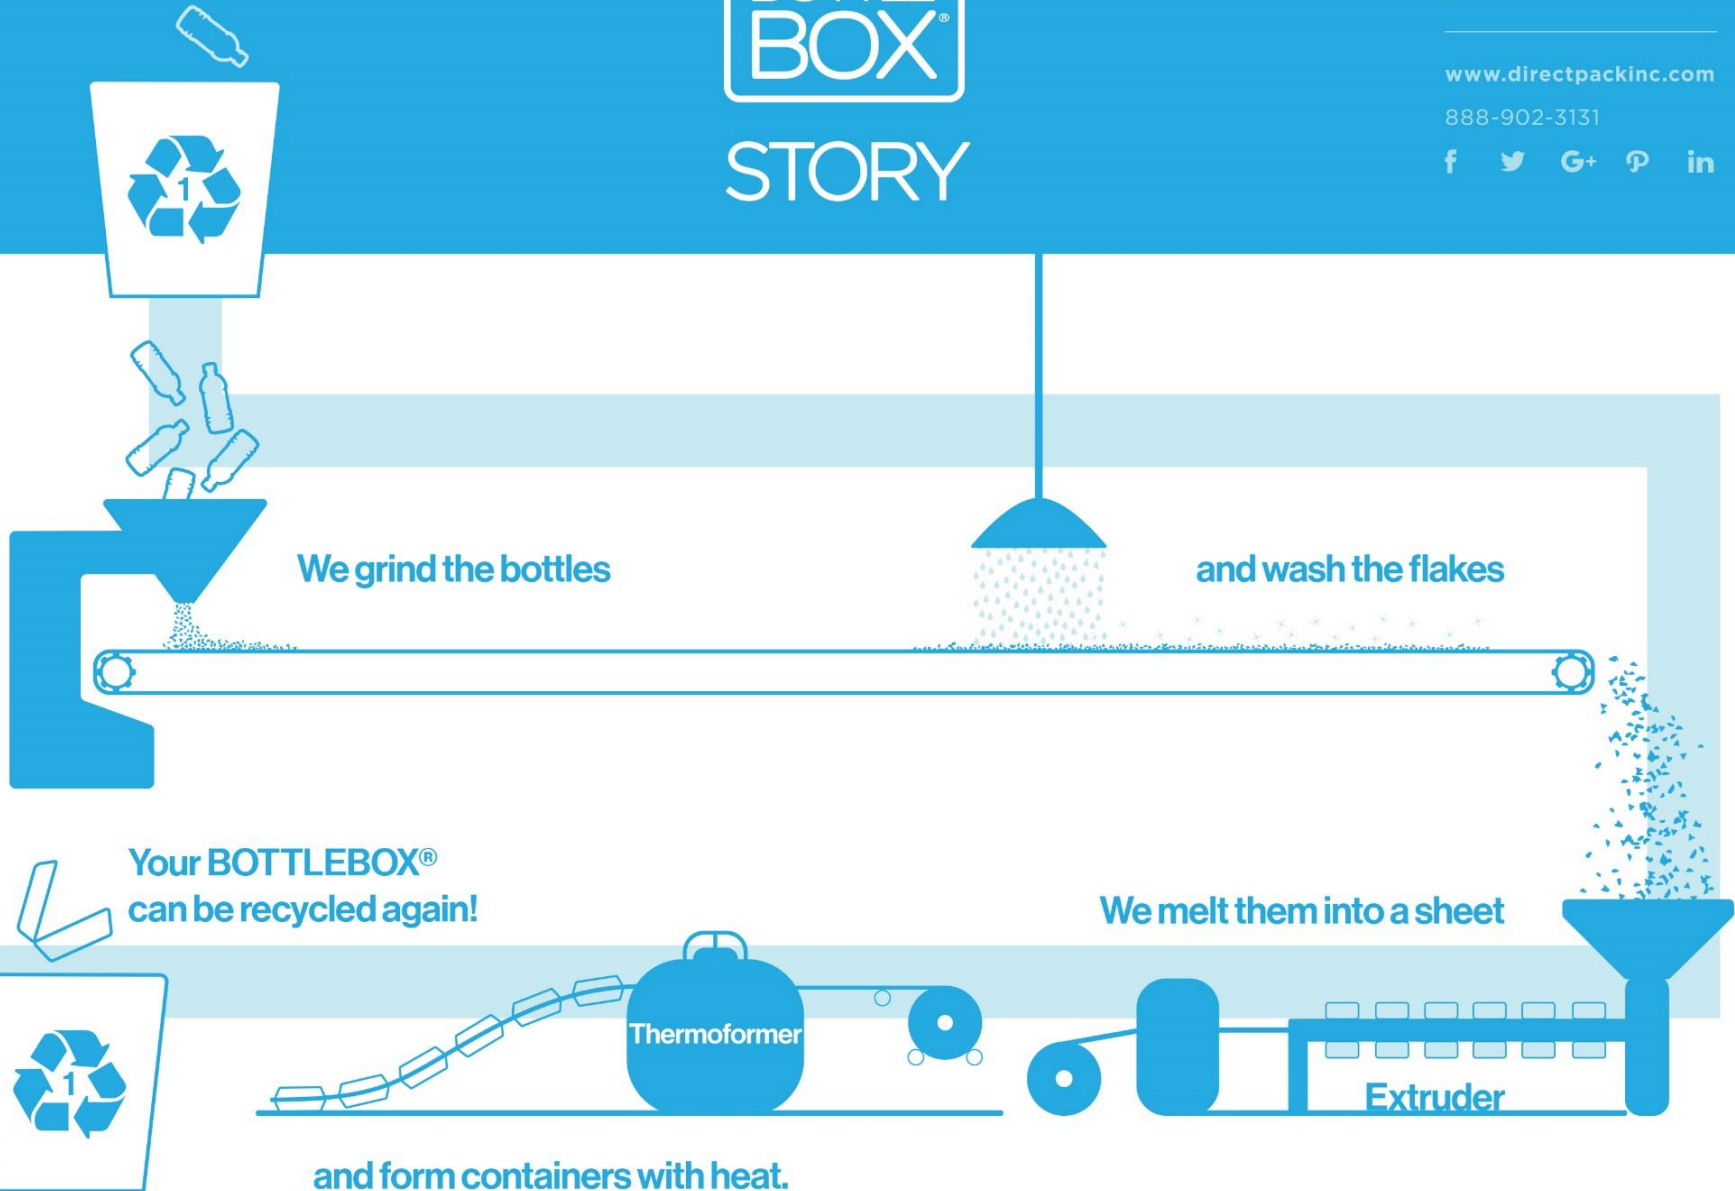 BOX®
STORY
www.directpackinc.com
888-902-3131
f G+ in
1
We grind the bottles
and wash the flakes
Your BOTTLEBOX®
can be recycled again!
We melt them into a sheet
Thermoformer
Extruder
1
and form containers with heat.